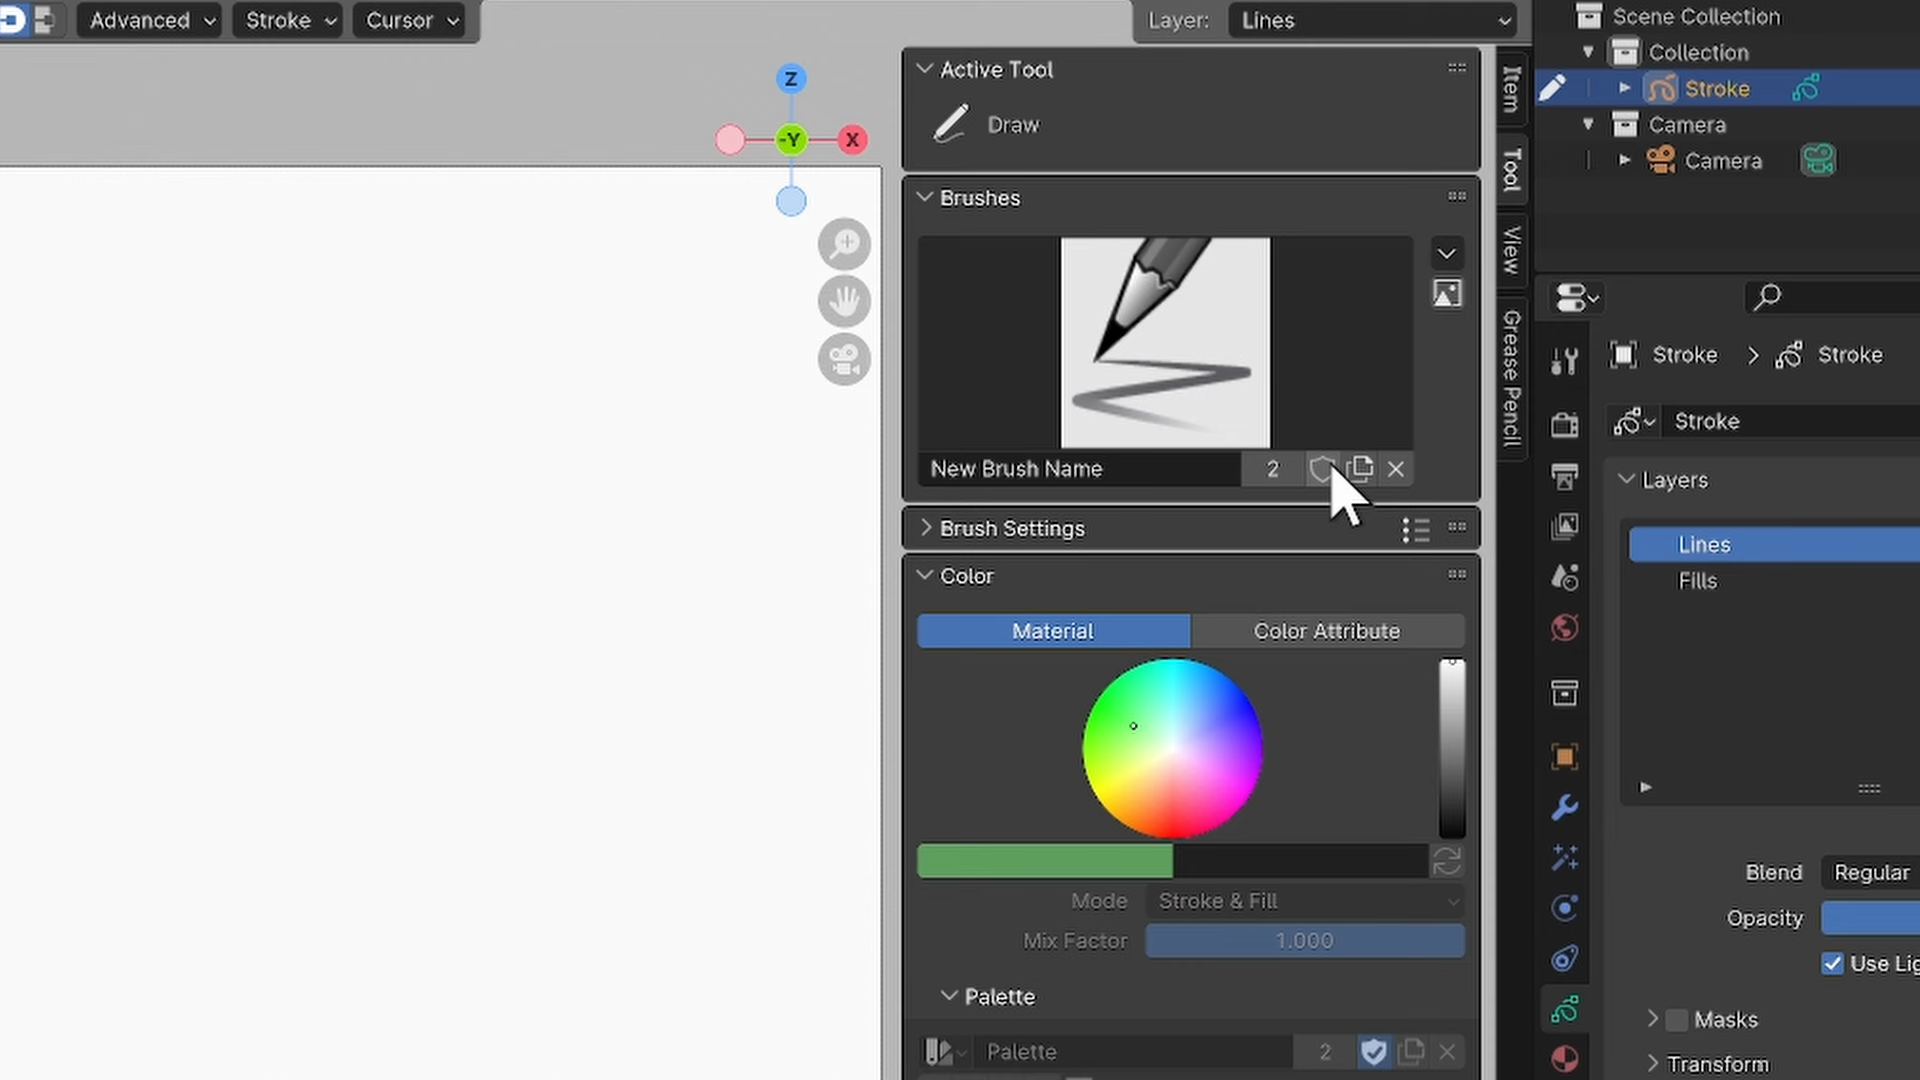 Advanced
Stroke
Cursor
Layer:
Lines
Z
-Y
X
Active Tool
Draw
Brushes
New Brush Name
2
Brush Settings
Color
Material
Color Attribute
Mode
Stroke & Fill
Mix Factor
1.000
Palette
Palette
2
Item
Tool
View
Grease Pencil
Scene Collection
Collection
Stroke
Camera
Camera
Stroke
Stroke
Stroke
Layers
Lines
Fills
Blend
Regular
Opacity
Use Lig
Masks
Transform